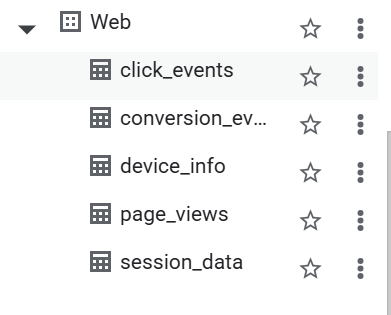 Web
click_events
conversion_ev...
device_info
page_views
session_data